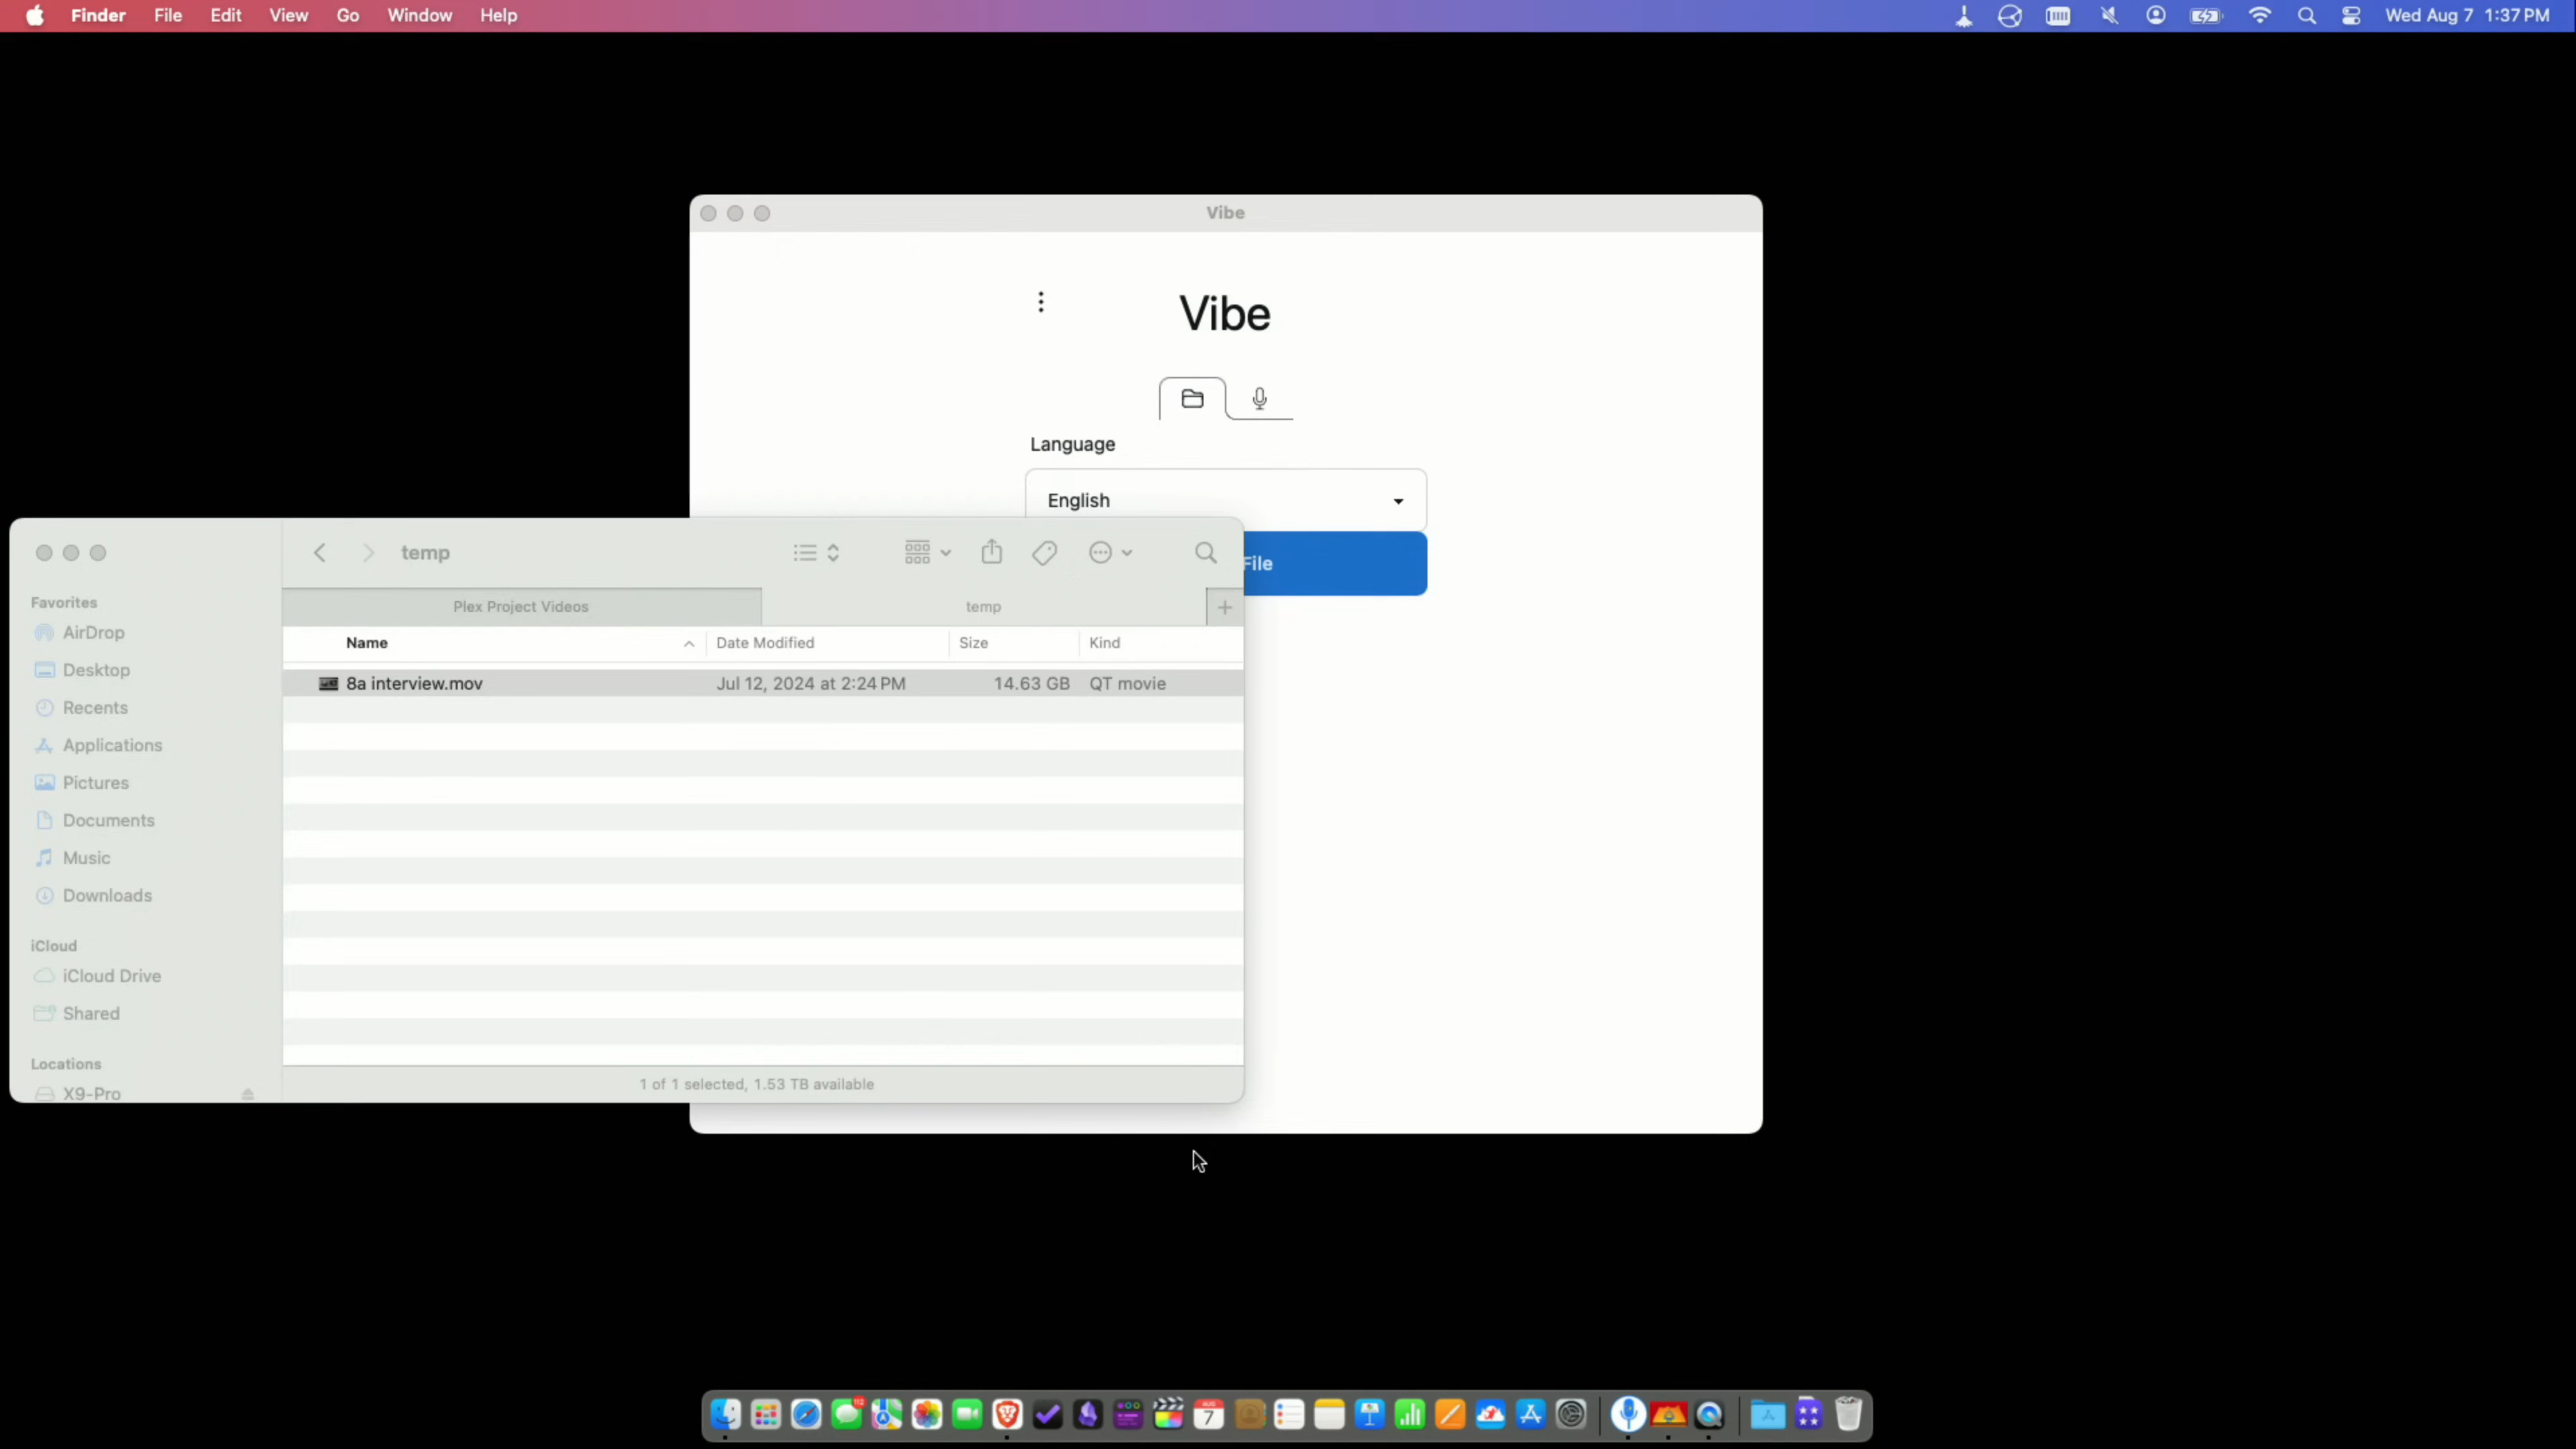 Finder File Edit View Go Window Help Wed Aug 7 1:37 PM
Vibe
Vibe
Language
English
File
temp
Plex Project Videos temp
Name Date Modified Size Kind
8a interview.mov Jul 12, 2024 at 2:24 PM 14.63 GB QT movie
1 of 1 selected, 1.53 TB available
Favorites
AirDrop
Desktop
Recents
Applications
Pictures
Documents
Music
Downloads
iCloud
iCloud Drive
Shared
Locations
X9-Pro
112
AUG
7